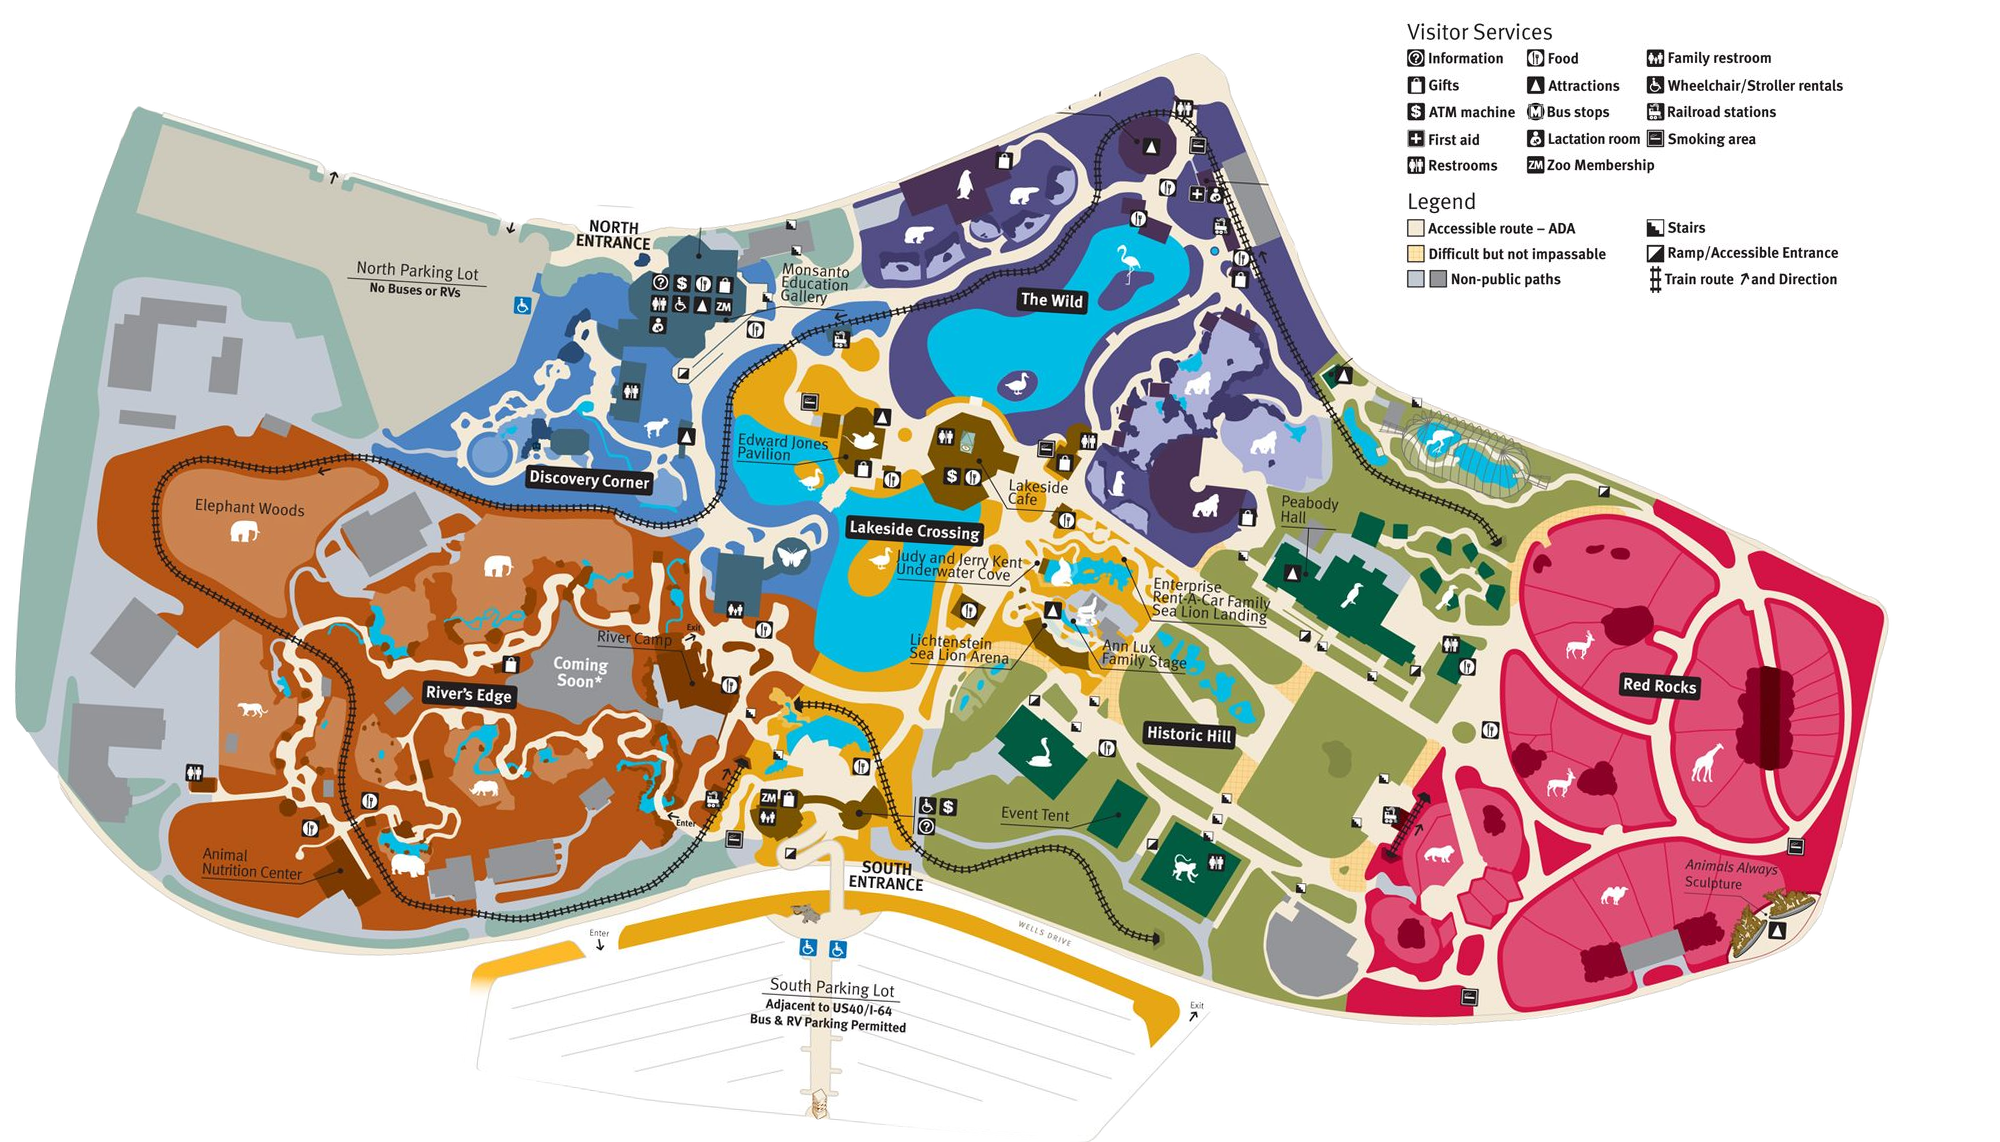 Visitor Services
Information
Food
Family restroom
Gifts
Attractions
Wheelchair/Stroller rentals
$ ATM machine
M Bus stops
Railroad stations
First aid
Lactation room
Smoking area
Restrooms
ZM Zoo Membership
Legend
Accessible route – ADA
Stairs
Difficult but not impassable
Ramp/Accessible Entrance
Non-public paths
Train route ↗and Direction
NORTH
ENTRANCE
North Parking Lot
No Buses or RVs
? $
ZM
Monsanto
Education
Gallery
The Wild
Edward Jones
Pavilion
Discovery Corner
$
Lakeside
Cafe
Lakeside Crossing
Judy and Jerry Kent
Underwater Cove
Enterprise
Rent-A-Car Family
Sea Lion Landing
Lichtenstein
Sea Lion Arena
Ann Lux
Family Stage
Peabody
Hall
Elephant Woods
River Camp
Exit
Coming
Soon*
River's Edge
Red Rocks
Historic Hill
Event Tent
ZM
$
?
Enter
Animal
Nutrition Center
SOUTH
ENTRANCE
Animals Always
Sculpture
WELLS DRIVE
Enter
Exit
South Parking Lot
Adjacent to US40/I-64
Bus & RV Parking Permitted